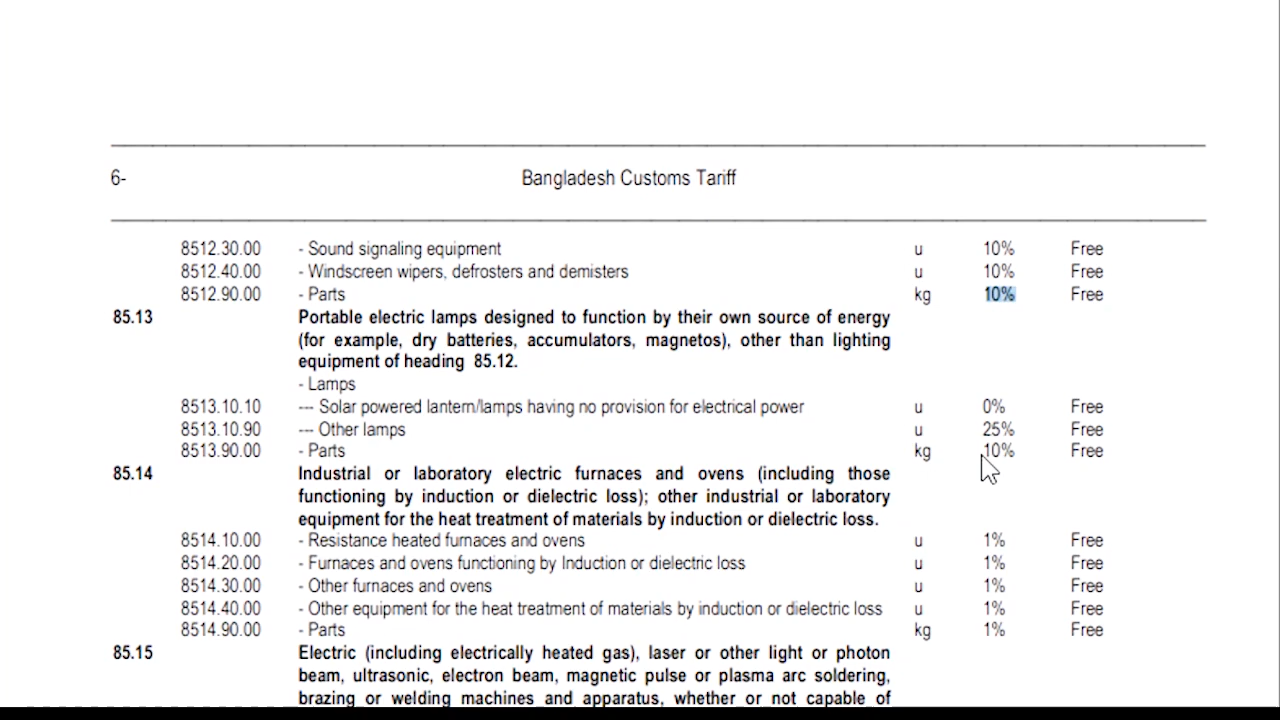 6- Bangladesh Customs Tariff
8512.30.00 - Sound signaling equipment u 10% Free
8512.40.00 - Windscreen wipers, defrosters and demisters u 10% Free
8512.90.00 - Parts kg 10% Free
85.13 Portable electric lamps designed to function by their own source of energy
(for example, dry batteries, accumulators, magnetos), other than lighting
equipment of heading 85.12.
- Lamps
8513.10.10 --- Solar powered lantern/lamps having no provision for electrical power u 0% Free
8513.10.90 --- Other lamps u 25% Free
8513.90.00 - Parts kg 10% Free
85.14 Industrial or laboratory electric furnaces and ovens (including those
functioning by induction or dielectric loss); other industrial or laboratory
equipment for the heat treatment of materials by induction or dielectric loss.
8514.10.00 - Resistance heated furnaces and ovens u 1% Free
8514.20.00 - Furnaces and ovens functioning by Induction or dielectric loss u 1% Free
8514.30.00 - Other furnaces and ovens u 1% Free
8514.40.00 - Other equipment for the heat treatment of materials by induction or dielectric loss u 1% Free
8514.90.00 - Parts kg 1% Free
85.15 Electric (including electrically heated gas), laser or other light or photon
beam, ultrasonic, electron beam, magnetic pulse or plasma arc soldering,
brazing or welding machines and apparatus, whether or not capable of